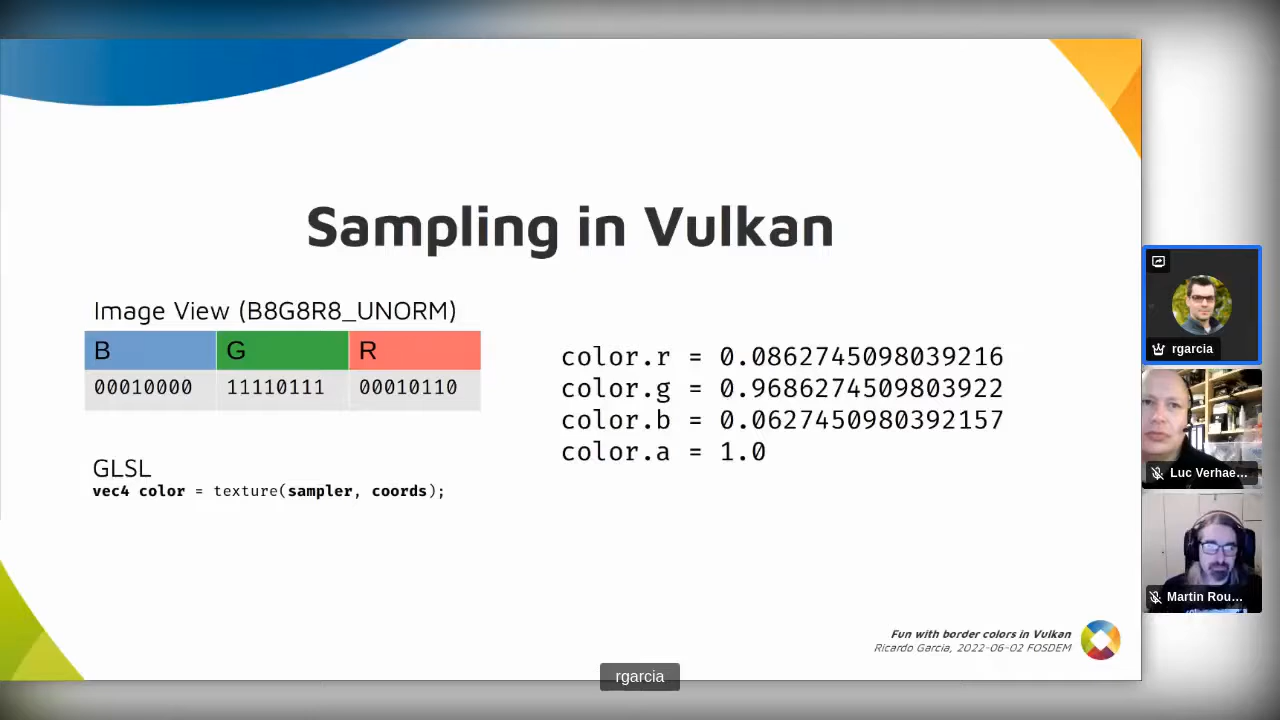 Sampling in Vulkan
Image View (B8G8R8_UNORM)
B G R
00010000 11110111 00010110
GLSL
vec4 color = texture(sampler, coords);
color.r = 0.0862745098039216
color.g = 0.9686274509803922
color.b = 0.0627450980392157
color.a = 1.0
Fun with border colors in Vulkan
Ricardo Garcia, 2022-06-02 FOSDEM
rgarcia
Luc Verhae...
Martin Rou...
rgarcia